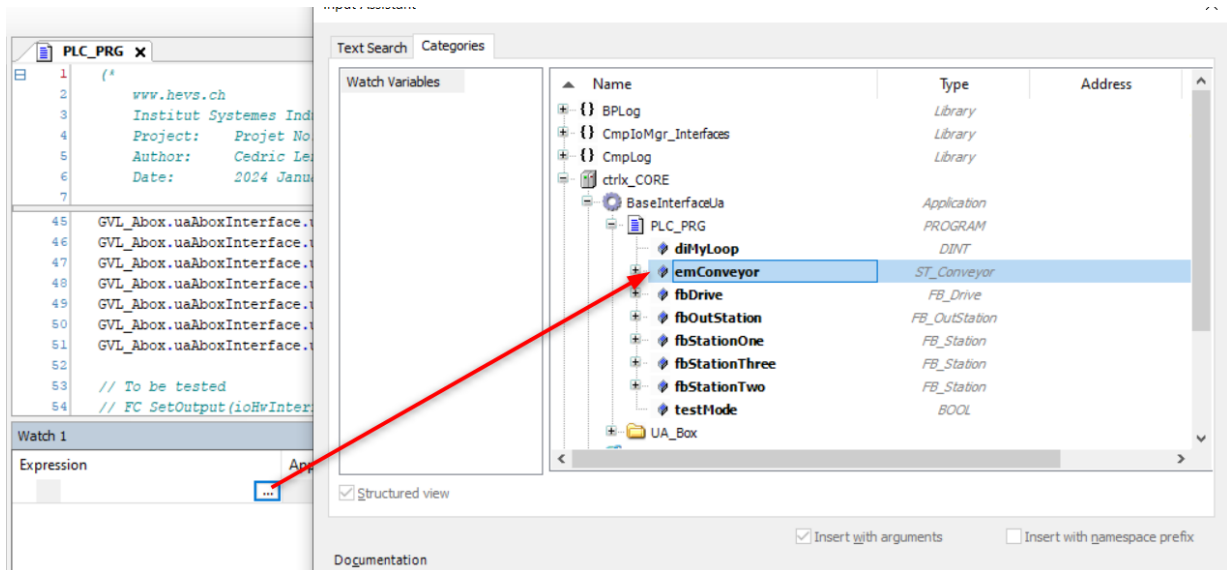 Input Assistant
PLC_PRG
Text Search Categories
1 (*
2 www.hevs.ch
3 Institut Systemes
4 Project: Projet
5 Author: Cedric
6 Date: 2024
7
45 GVL_Abox.uaAboxInterface.
46 GVL_Abox.uaAboxInterface.
47 GVL_Abox.uaAboxInterface.
48 GVL_Abox.uaAboxInterface.
49 GVL_Abox.uaAboxInterface.
50 GVL_Abox.uaAboxInterface.
51 GVL_Abox.uaAboxInterface.
52
53 // To be tested
54 // FC SetOutput(
Watch 1
Expression
...
Watch Variables
Name Type Address
{} BPLog Library
{} CmpIoMgr_Interfaces Library
{} CmpLog Library
ctrlx_CORE
BaseInterfaceUa Application
PLC_PRG PROGRAM
diMyLoop DINT
emConveyor ST_Conveyor
fbDrive FB_Drive
fbOutStation FB_OutStation
fbStationOne FB_Station
fbStationThree FB_Station
fbStationTwo FB_Station
testMode BOOL
UA_Box
Structured view
Insert with arguments Insert with namespace prefix
Documentation